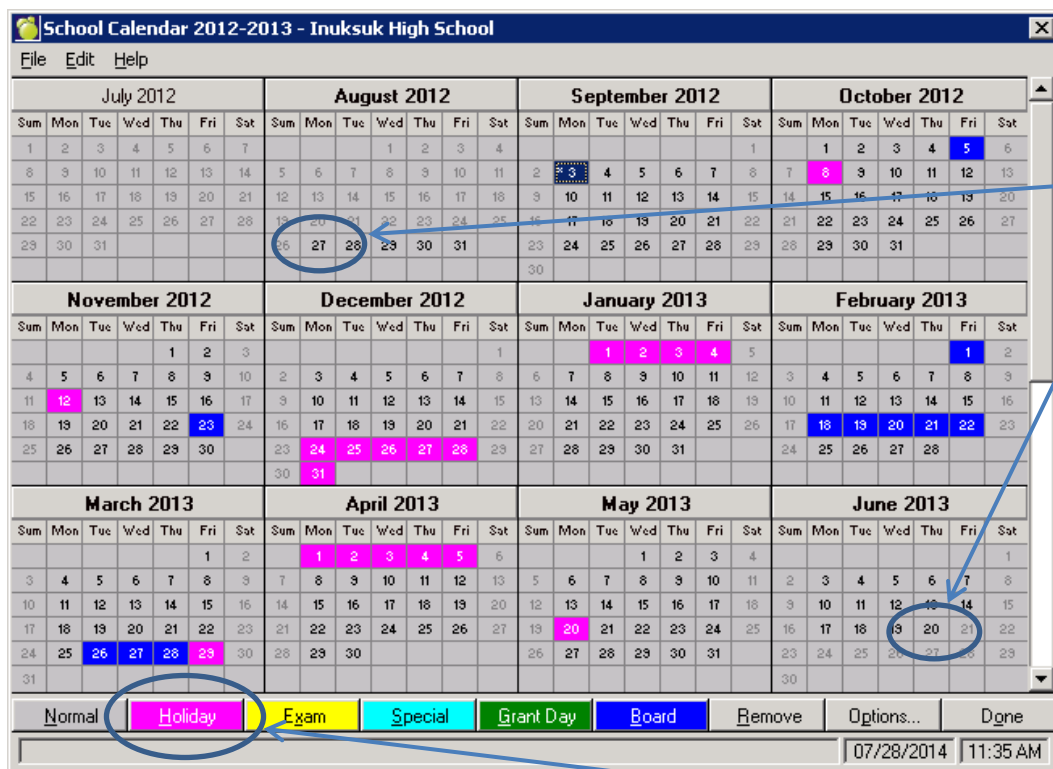 School Calendar 2012-2013 - Inuksuk High School
File Edit Help
July 2012 August 2012 September 2012 October 2012
Sun Mon Tue Wed Thu Fri Sat Sun Mon Tue Wed Thu Fri Sat Sun Mon Tue Wed Thu Fri Sat Sun Mon Tue Wed Thu Fri Sat
1 2 3 4 5 6 7 1 2 3 4 1 1 2 3 4 5 6
8 9 10 11 12 13 14 5 6 7 8 9 10 11 2 * 3 4 5 6 7 8 7 8 9 10 11 12 13
15 16 17 18 19 20 21 12 13 14 15 16 17 18 9 10 11 12 13 14 15 14 15 16 17 18 19 20
22 23 24 25 26 27 28 19 20 21 22 23 24 25 16 17 18 19 20 21 22 21 22 23 24 25 26 27
29 30 31 26 27 28 29 30 31 23 24 25 26 27 28 29 28 29 30 31
30
November 2012 December 2012 January 2013 February 2013
Sun Mon Tue Wed Thu Fri Sat Sun Mon Tue Wed Thu Fri Sat Sun Mon Tue Wed Thu Fri Sat Sun Mon Tue Wed Thu Fri Sat
1 2 3 1 1 2 3 4 5 1 2
4 5 6 7 8 9 10 2 3 4 5 6 7 8 6 7 8 9 10 11 12 3 4 5 6 7 8 9
11 12 13 14 15 16 17 9 10 11 12 13 14 15 13 14 15 16 17 18 19 10 11 12 13 14 15 16
18 19 20 21 22 23 24 16 17 18 19 20 21 22 20 21 22 23 24 25 26 17 18 19 20 21 22 23
25 26 27 28 29 30 23 24 25 26 27 28 29 27 28 29 30 31 24 25 26 27 28
30 31
March 2013 April 2013 May 2013 June 2013
Sun Mon Tue Wed Thu Fri Sat Sun Mon Tue Wed Thu Fri Sat Sun Mon Tue Wed Thu Fri Sat Sun Mon Tue Wed Thu Fri Sat
1 2 1 2 3 4 5 6 1 2 3 4 1
3 4 5 6 7 8 9 7 8 9 10 11 12 13 5 6 7 8 9 10 11 2 3 4 5 6 7 8
10 11 12 13 14 15 16 14 15 16 17 18 19 20 12 13 14 15 16 17 18 9 10 11 12 13 14 15
17 18 19 20 21 22 23 21 22 23 24 25 26 27 19 20 21 22 23 24 25 16 17 18 19 20 21 22
24 25 26 27 28 29 30 28 29 30 26 27 28 29 30 31 23 24 25 26 27 28 29
31 30
Normal Holiday Exam Special Grant Day Board Remove Options... Done
07/28/2014 11:35 AM